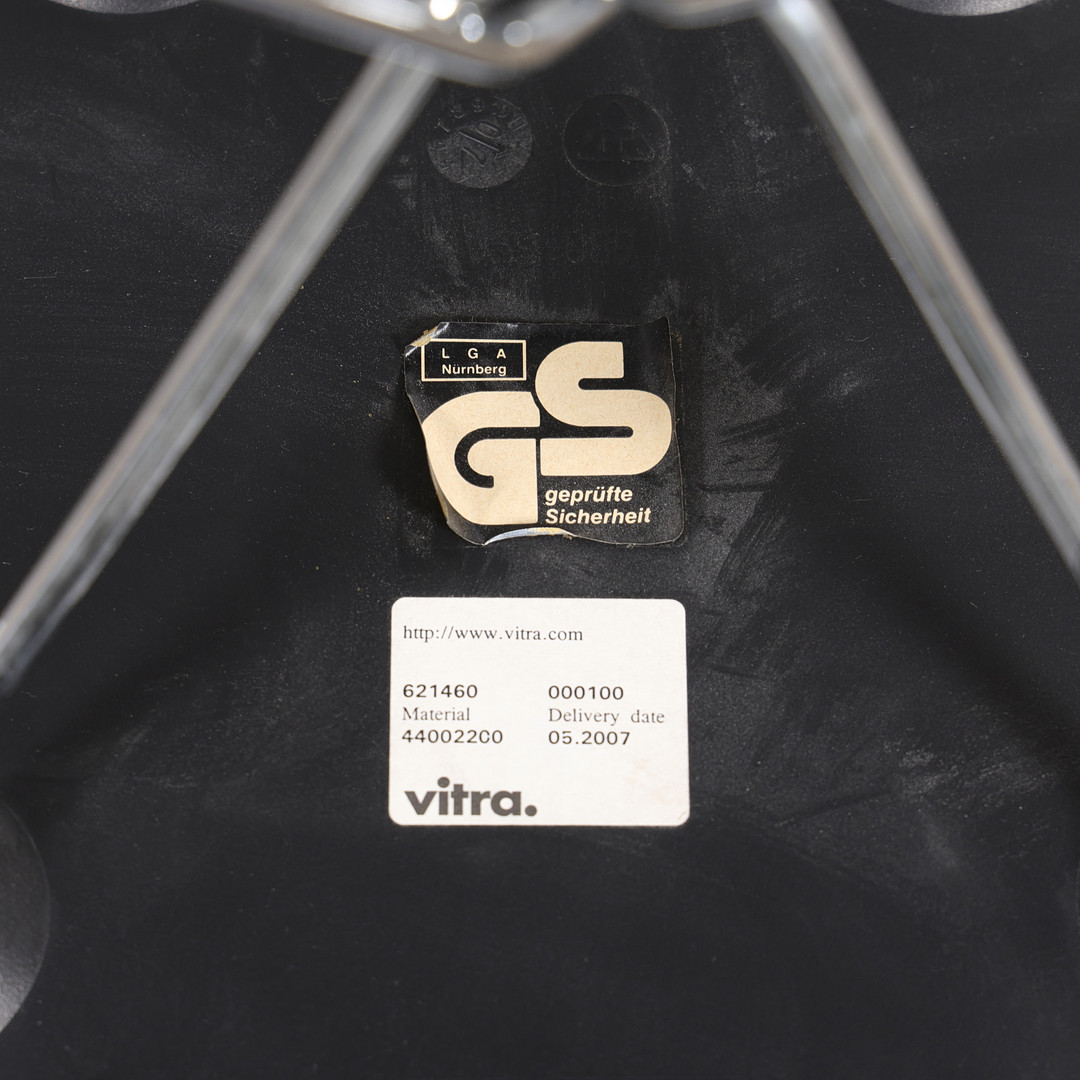 L G A
Nürnberg
GS
geprüfte
Sicherheit
http://www.vitra.com
621460 000100
Material Delivery date
44002200 05.2007
vitra.